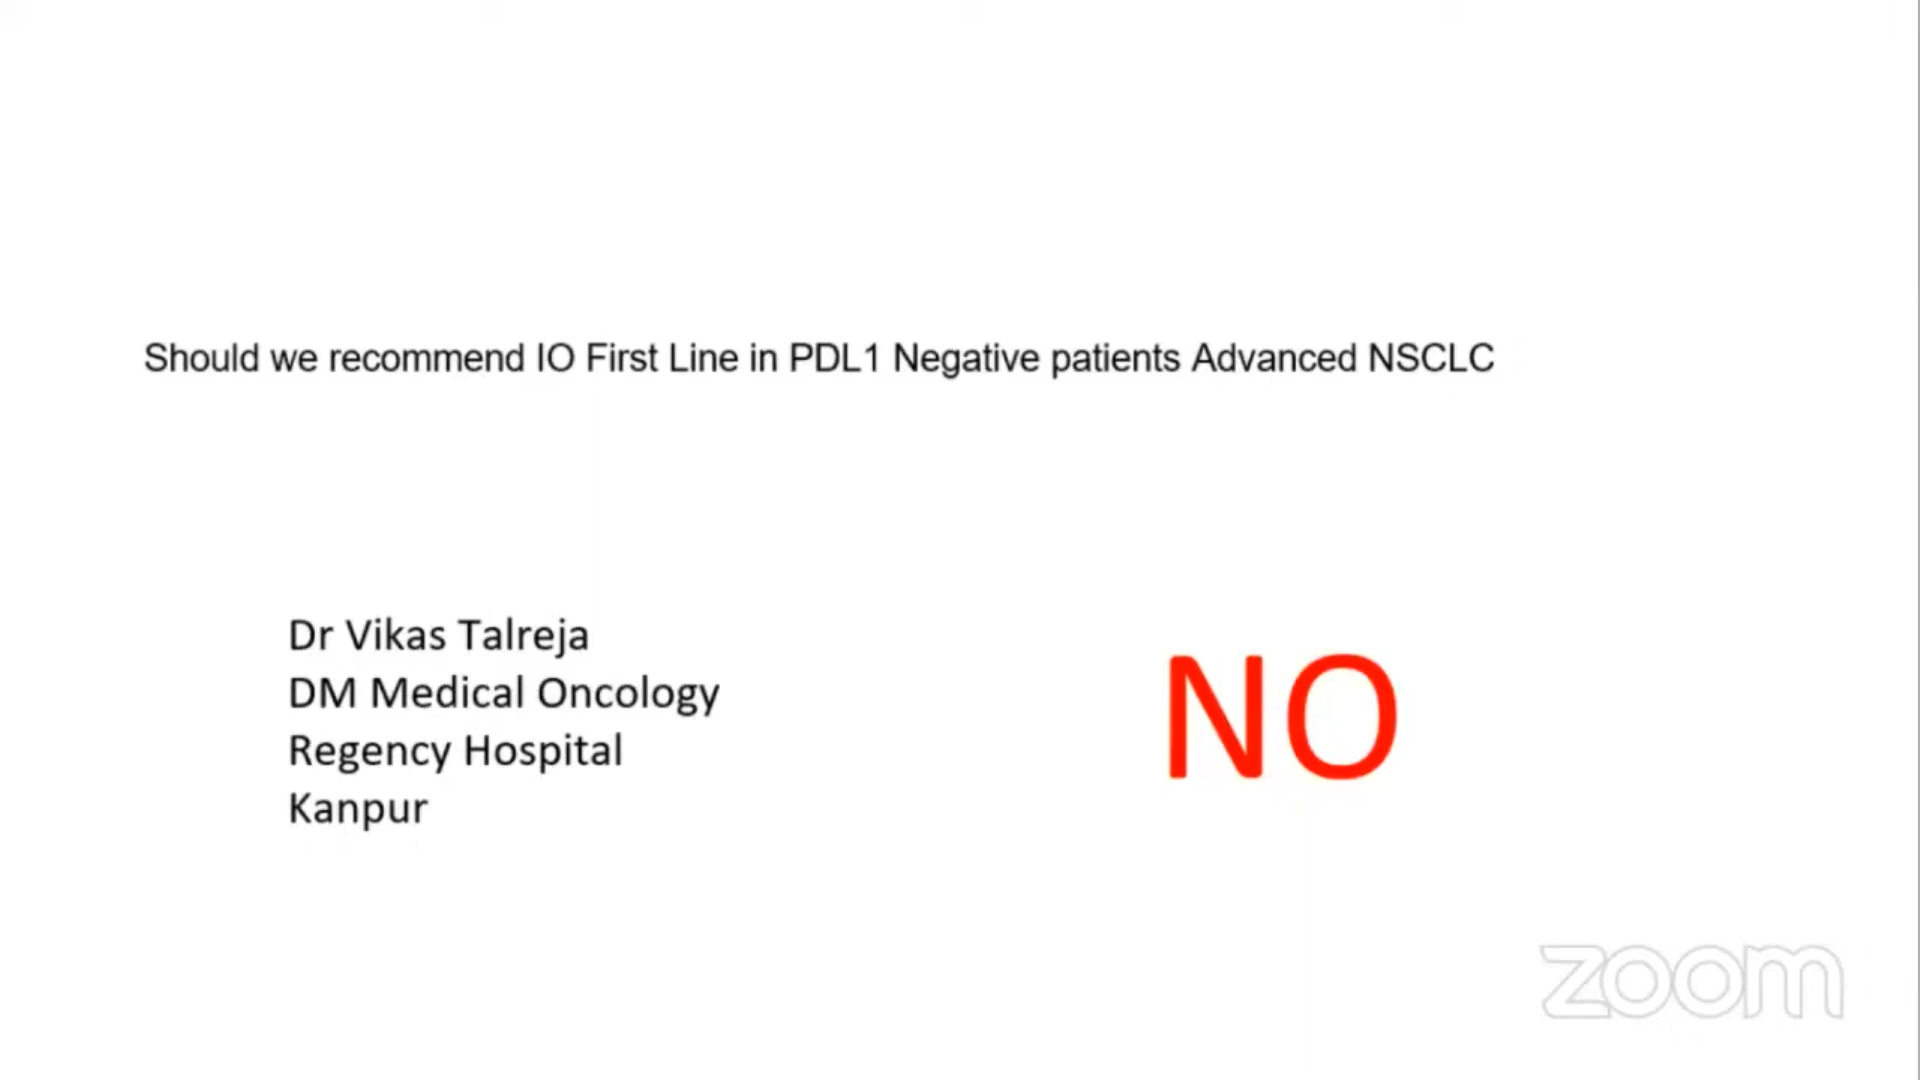 Should we recommend IO First Line in PDL1 Negative patients Advanced NSCLC
Dr Vikas Talreja
DM Medical Oncology
Regency Hospital
Kanpur
NO
zoom